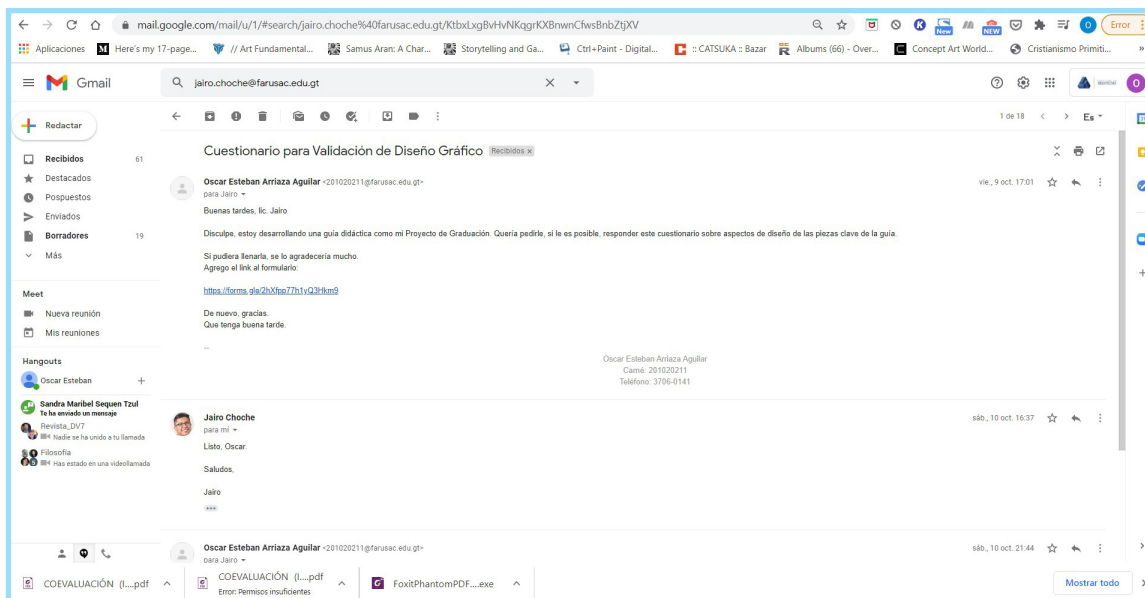 mail.google.com/mail/u/1/#search/jairo.choche%40farusac.edu.gt/KtbxLxgBvHvNKqgrKXBnwnCfwsBnbZtjXV
New
NEW
Error
Aplicaciones
Here's my 17-page...
// Art Fundamental...
Samus Aran: A Char...
Storytelling and Ga...
Ctrl+Paint - Digital...
:: CATSUKA :: Bazar
Albums (66) - Over...
Concept Art World...
Cristianismo Primiti...
»
Gmail
jairo.choche@farusac.edu.gt
O
Redactar
1 de 18
Es
Recibidos 61
Destacados
Pospuestos
Enviados
Borradores 19
Más
Meet
Nueva reunión
Mis reuniones
Hangouts
Oscar Esteban
Sandra Maribel Sequen Tzul
Te ha enviado un mensaje
Revista_DV7
Nadie se ha unido a tu llamada
Filosofía
Has estado en una videollamada
Cuestionario para Validación de Diseño Gráfico Recibidos x
Oscar Esteban Arriaza Aguilar <201020211@farusac.edu.gt> vie., 9 oct. 17:01
para Jairo
Buenas tardes, lic. Jairo
Disculpe, estoy desarrollando una guía didáctica como mi Proyecto de Graduación. Quería pedirle, si le es posible, responder este cuestionario sobre aspectos de diseño de las piezas clave de la guía.
Si pudiera llenarla, se lo agradecería mucho.
Agrego el link al formulario:
https://forms.gle/2hXfpp77h1yQ3Hkm9
De nuevo, gracias.
Que tenga buena tarde.
--
Oscar Esteban Arriaza Aguilar
Carné: 201020211
Teléfono: 3706-0141
Jairo Choche sáb., 10 oct. 16:37
para mí
Listo, Oscar.
Saludos,
Jairo
Oscar Esteban Arriaza Aguilar <201020211@farusac.edu.gt> sáb., 10 oct. 21:44
para Jairo
COEVALUACIÓN (I....pdf
COEVALUACIÓN (I....pdf
Error: Permisos insuficientes
FoxitPhantomPDF....exe
Mostrar todo